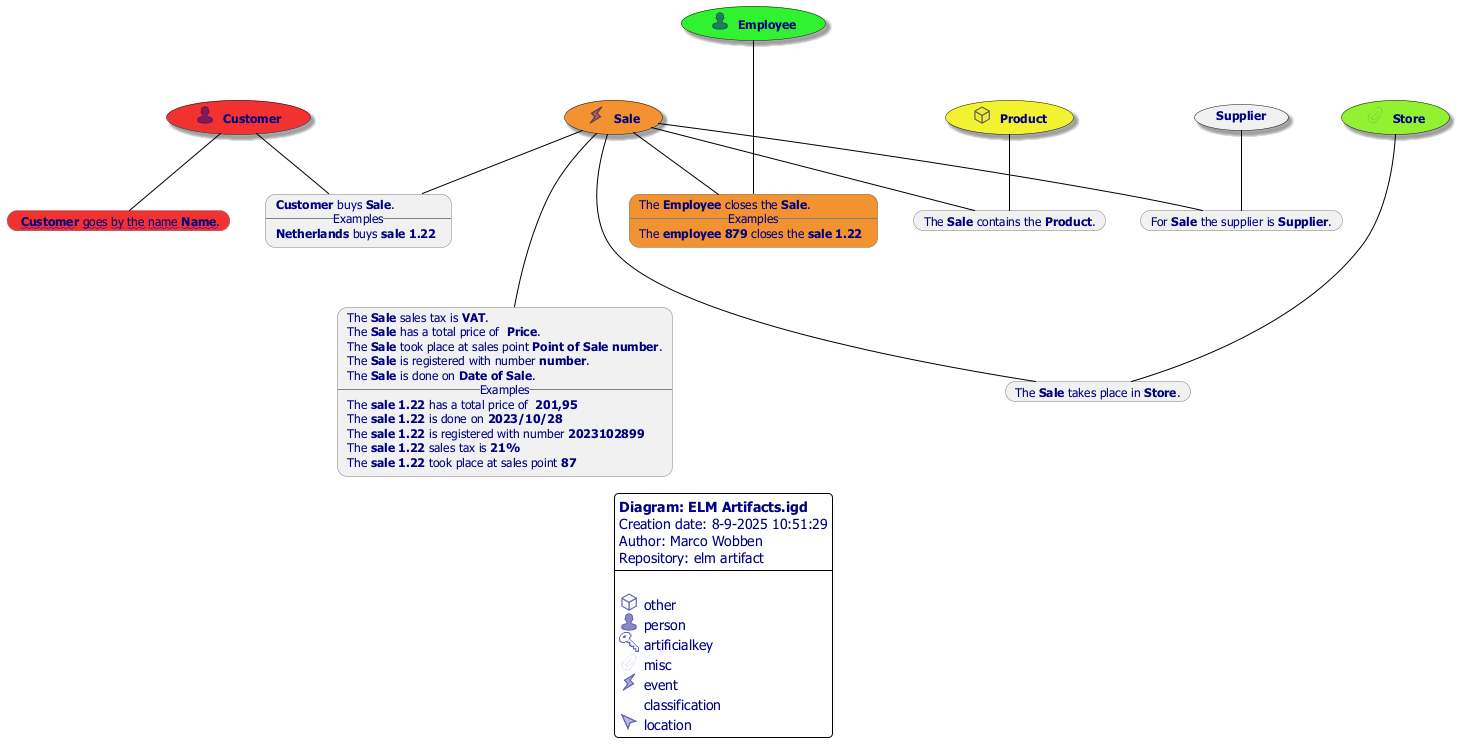 Employee
Customer
Sale
Product
Supplier
Store
Customer goes by the name Name.
Customer buys Sale.
Examples
Netherlands buys sale 1.22
The Employee closes the Sale.
Examples
The employee 879 closes the sale 1.22
The Sale contains the Product.
For Sale the supplier is Supplier.
The Sale sales tax is VAT.
The Sale has a total price of  Price.
The Sale took place at sales point Point of Sale number.
The Sale is registered with number number.
The Sale is done on Date of Sale.
Examples
The sale 1.22 has a total price of  201,95
The sale 1.22 is done on 2023/10/28
The sale 1.22 is registered with number 2023102899
The sale 1.22 sales tax is 21%
The sale 1.22 took place at sales point 87
The Sale takes place in Store.
Diagram: ELM Artifacts.igd
Creation date: 8-9-2025 10:51:29
Author: Marco Wobben
Repository: elm artifact
other
person
artificialkey
misc
event
classification
location